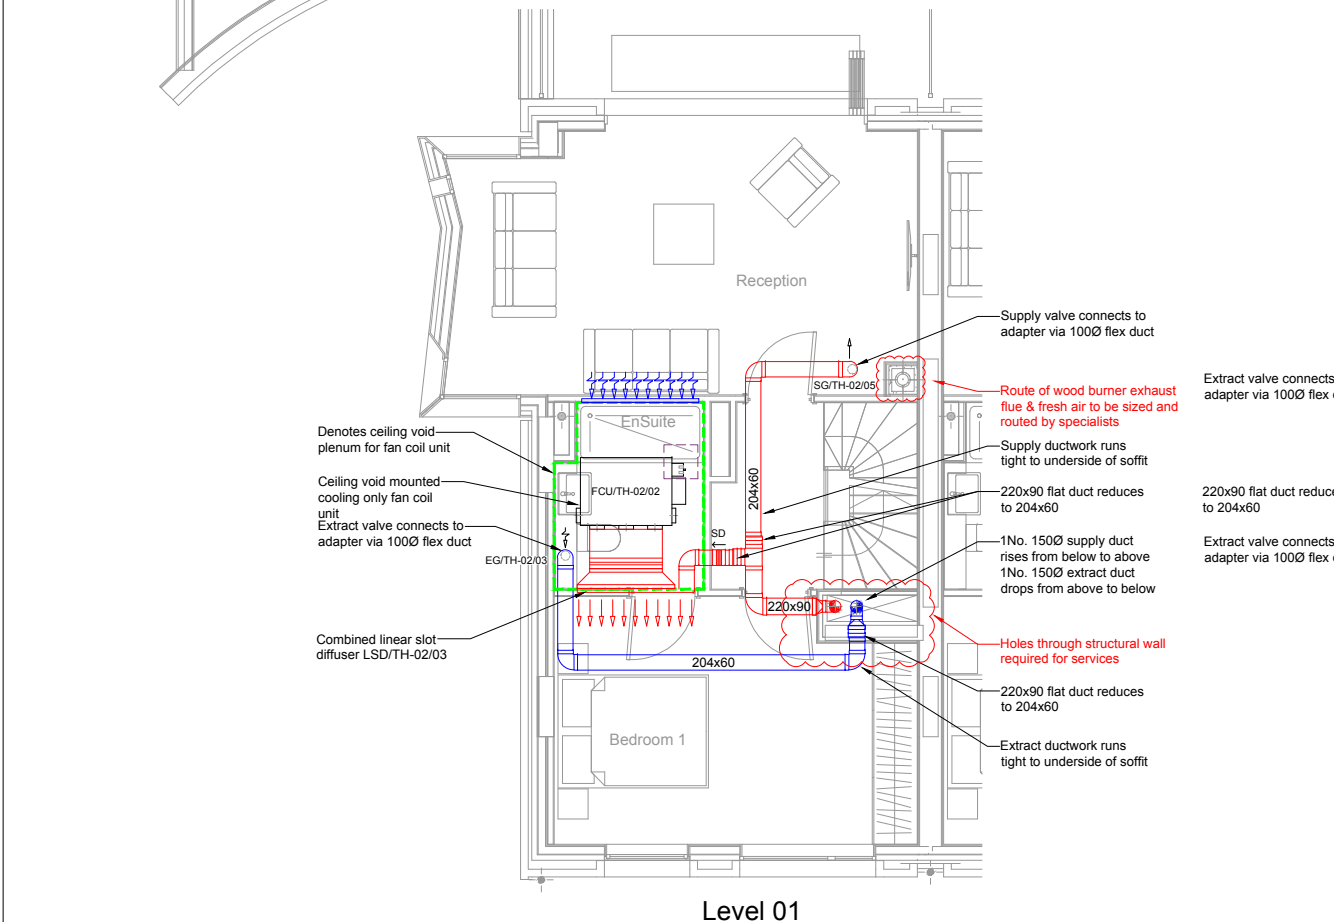 Reception
Supply valve connects to
adapter via 100Ø flex duct
SG/TH-02/05
Route of wood burner exhaust
flue & fresh air to be sized and
routed by specialists
Extract valve connects
adapter via 100Ø flex
EnSuite
Denotes ceiling void
plenum for fan coil unit
Supply ductwork runs
tight to underside of soffit
Ceiling void mounted
cooling only fan coil
unit
FCU/TH-02/02
204x60
220x90 flat duct reduces
to 204x60
220x90 flat duct reduce
to 204x60
Extract valve connects to
adapter via 100Ø flex duct
SD
EG/TH-02/03
1No. 150Ø supply duct
rises from below to above
1No. 150Ø extract duct
drops from above to below
Extract valve connects
adapter via 100Ø flex
220x90
Combined linear slot
diffuser LSD/TH-02/03
Holes through structural wall
required for services
204x60
220x90 flat duct reduces
to 204x60
Bedroom 1
Extract ductwork runs
tight to underside of soffit
Level 01